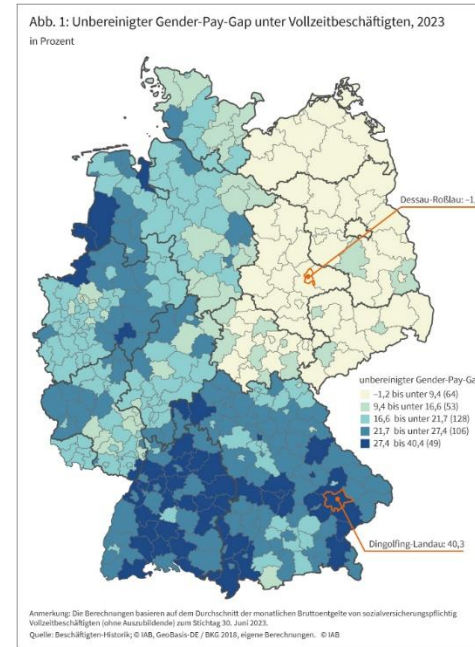 Abb. 1: Unbereinigter Gender-Pay-Gap unter Vollzeitbeschäftigten, 2023
in Prozent
Dessau-Roßlau: –1
unbereinigter Gender-Pay-Ga
–1,2 bis unter 9,4 (64)
9,4 bis unter 16,6 (53)
16,6 bis unter 21,7 (128)
21,7 bis unter 27,4 (106)
27,4 bis 40,4 (49)
Dingolfing-Landau: 40,3
Anmerkung: Die Berechnungen basieren auf dem Durchschnitt der monatlichen Bruttoentgelte von sozialversicherungspflichtig
Vollzeitbeschäftigten (ohne Auszubildende) zum Stichtag 30. Juni 2023.
Quelle: Beschäftigten-Historik; © IAB, GeoBasis-DE / BKG 2018, eigene Berechnungen. © IAB